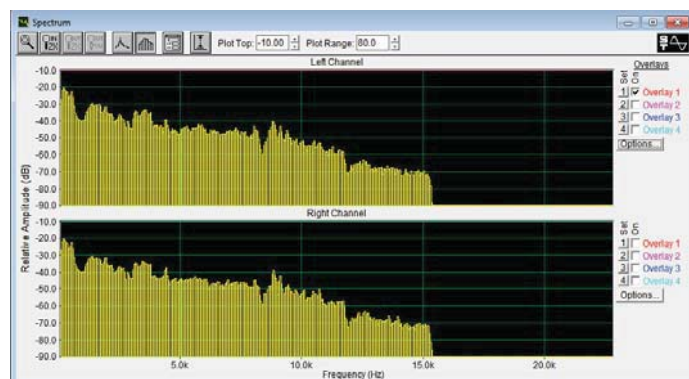 Spectrum
Plot Top: -10.00 Plot Range: 80.0
Left Channel
Overlays
Set On
-10.0
-20.0
-30.0
-40.0
-50.0
-60.0
-70.0
-80.0
-90.0
1 Overlay 1
2 Overlay 2
3 Overlay 3
4 Overlay 4
Options...
Relative Amplitude (dB)
Right Channel
Set On
-10.0
-20.0
-30.0
-40.0
-50.0
-60.0
-70.0
-80.0
-90.0
1 Overlay 1
2 Overlay 2
3 Overlay 3
4 Overlay 4
Options...
5.0k 10.0k 15.0k 20.0k
Frequency (Hz)